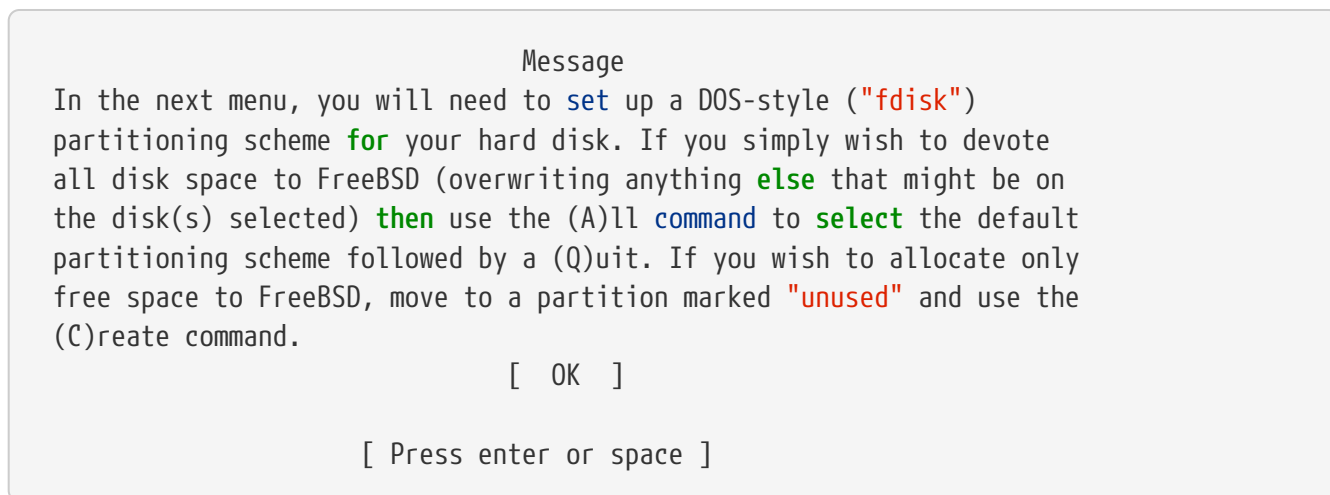 Message
In the next menu, you will need to set up a DOS-style ("fdisk")
partitioning scheme for your hard disk. If you simply wish to devote
all disk space to FreeBSD (overwriting anything else that might be on
the disk(s) selected) then use the (A)ll command to select the default
partitioning scheme followed by a (Q)uit. If you wish to allocate only
free space to FreeBSD, move to a partition marked "unused" and use the
(C)reate command.
[ OK ]
[ Press enter or space ]